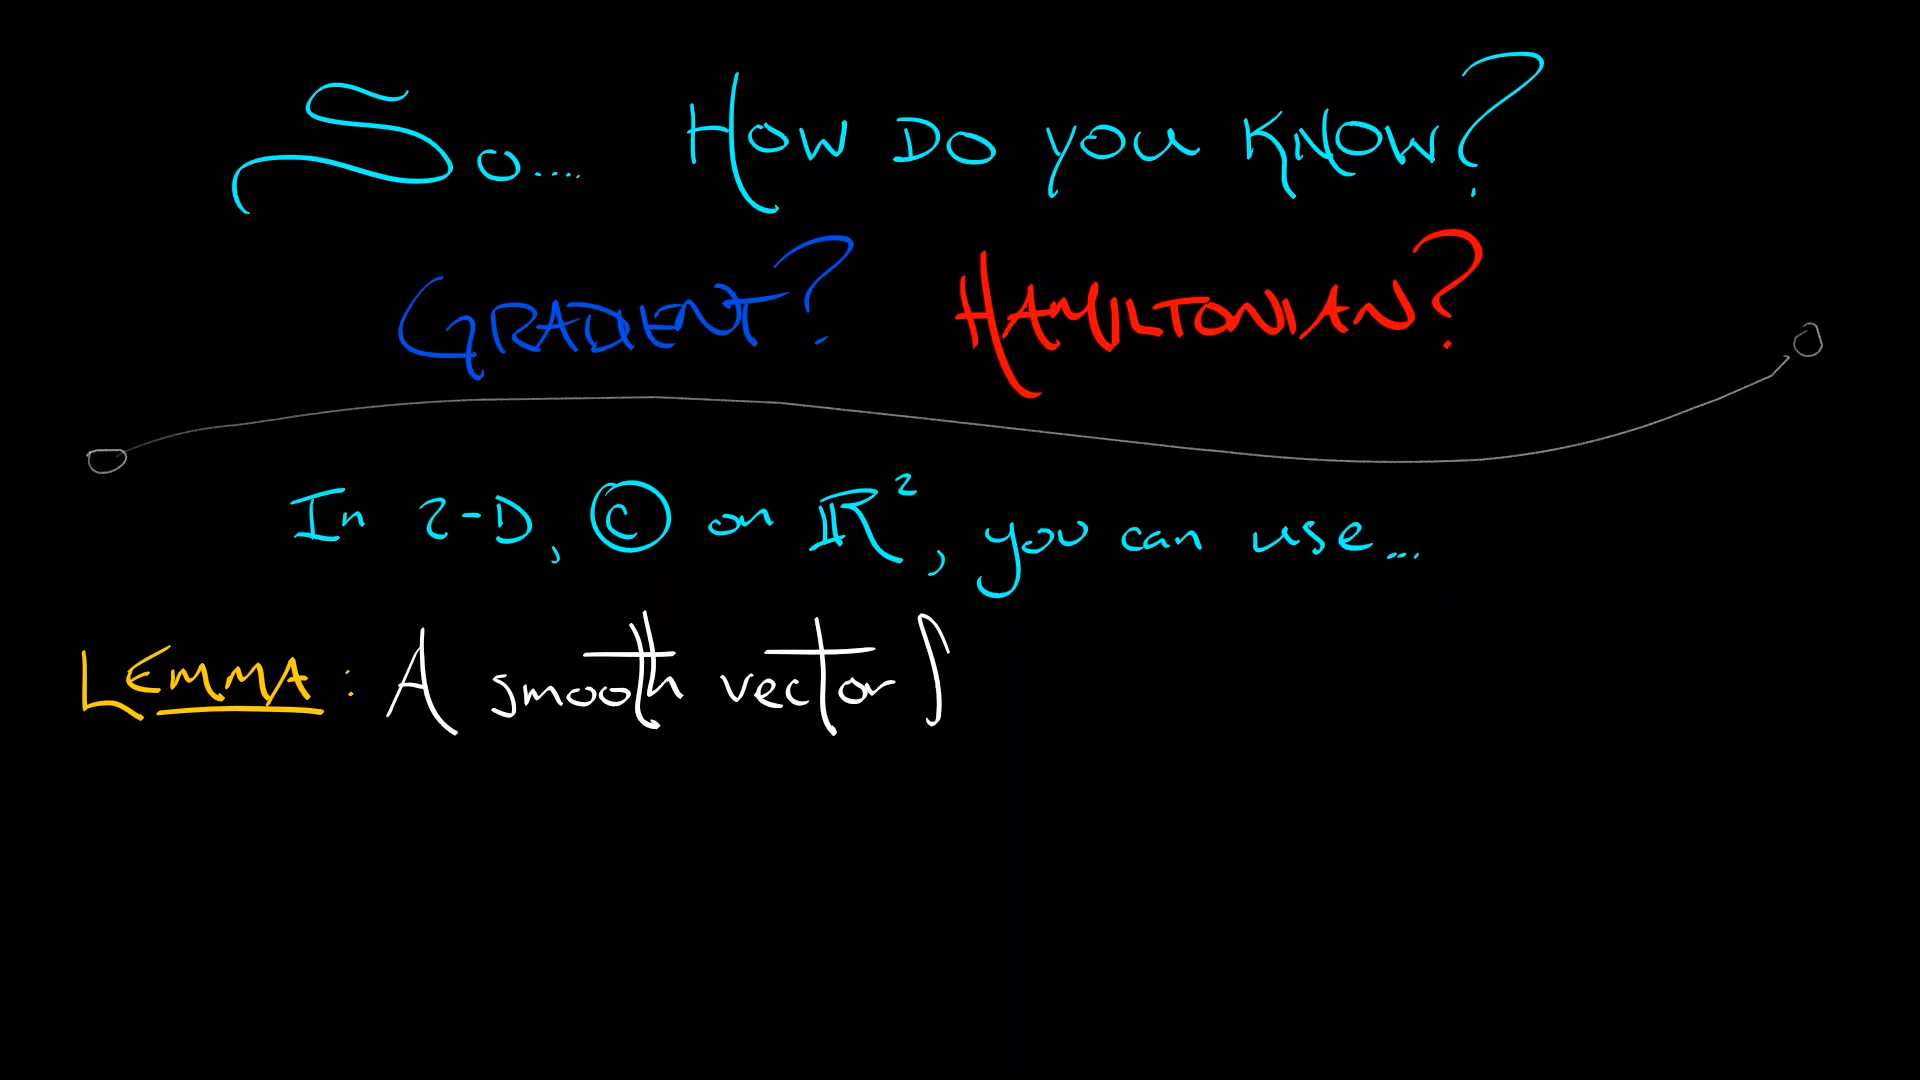 So.... How Do you Know?
GRADIENT? HAMILTONIAN?
In 2-D, © on ℝ², you can use...
LEMMA: A smooth vector f